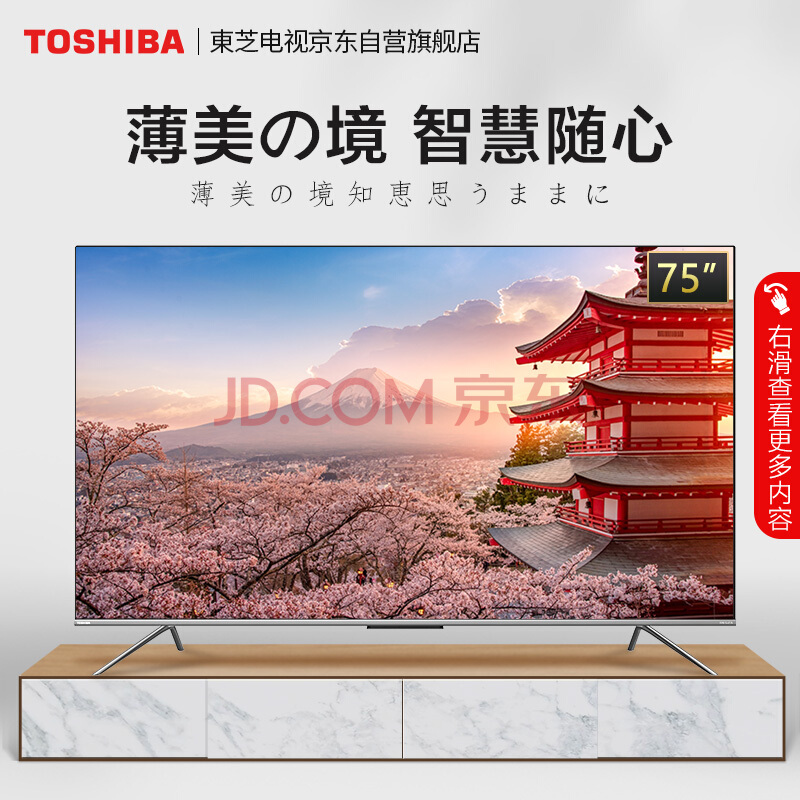 TOSHIBA | 東芝电视京东自营旗舰店
薄美の境 智慧随心
薄美の境知恵思うままに
75"
JD.COM 京东
右滑查看更多内容